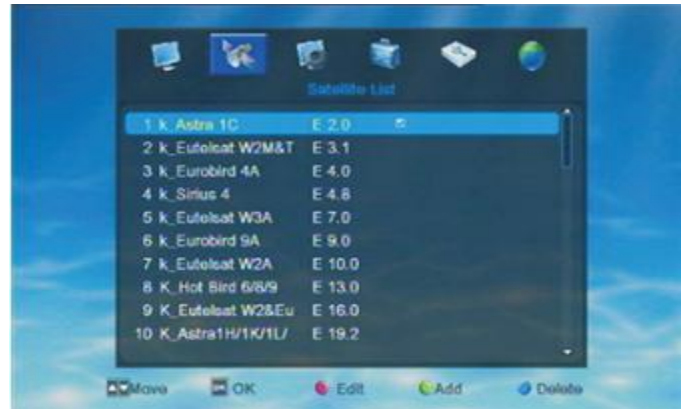 Satellite List
1 k_Astra 1C E 2.0
2 k_Eutelsat W2M&T E 3.1
3 k_Eurobird 4A E 4.0
4 k_Sirius 4 E 4.8
5 k_Eutelsat W3A E 7.0
6 k_Eurobird 9A E 9.0
7 k_Eutelsat W2A E 10.0
8 K_Hot Bird 6/8/9 E 13.0
9 K_Eutelsat W2&Eu E 16.0
10 K_Astra1H/1K/1L/ E 19.2
Move OK Edit Add Delete